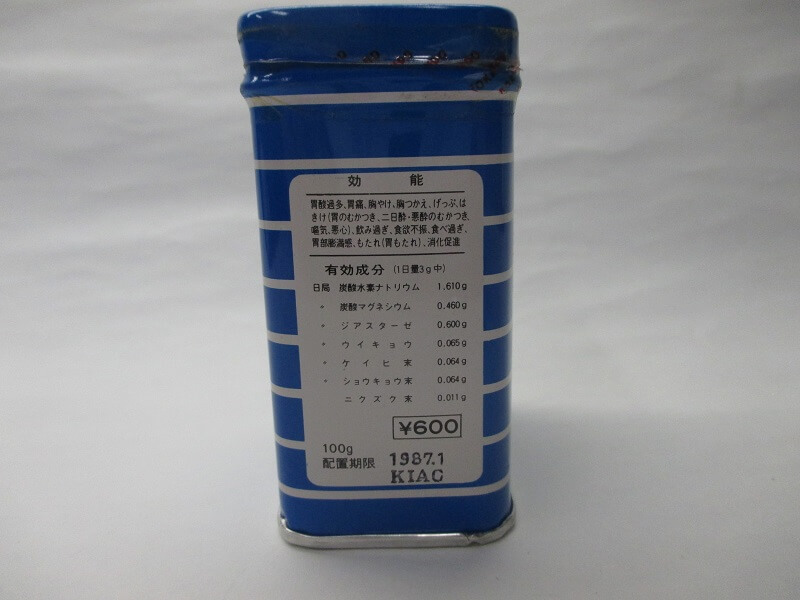 効能
胃酸過多、胃痛、胸やけ、胸つかえ、げっぷ、は
きけ(胃のむかつき、二日酔・悪酔のむかつき、
嘔気、悪心)、飲み過ぎ、食欲不振、食べ過ぎ、
胃部膨満感、もたれ(胃もたれ)、消化促進
有効成分(1日量3g中)
日局 炭酸水素ナトリウム 1.610g
〃 炭酸マグネシウム 0.460g
〃 ジアスターゼ 0.600g
〃 ウイキョウ 0.065g
〃 ケイヒ末 0.064g
〃 ショウキョウ末 0.064g
ニクズク末 0.011g
¥600
100g
配置期限 1987.1
KIAC